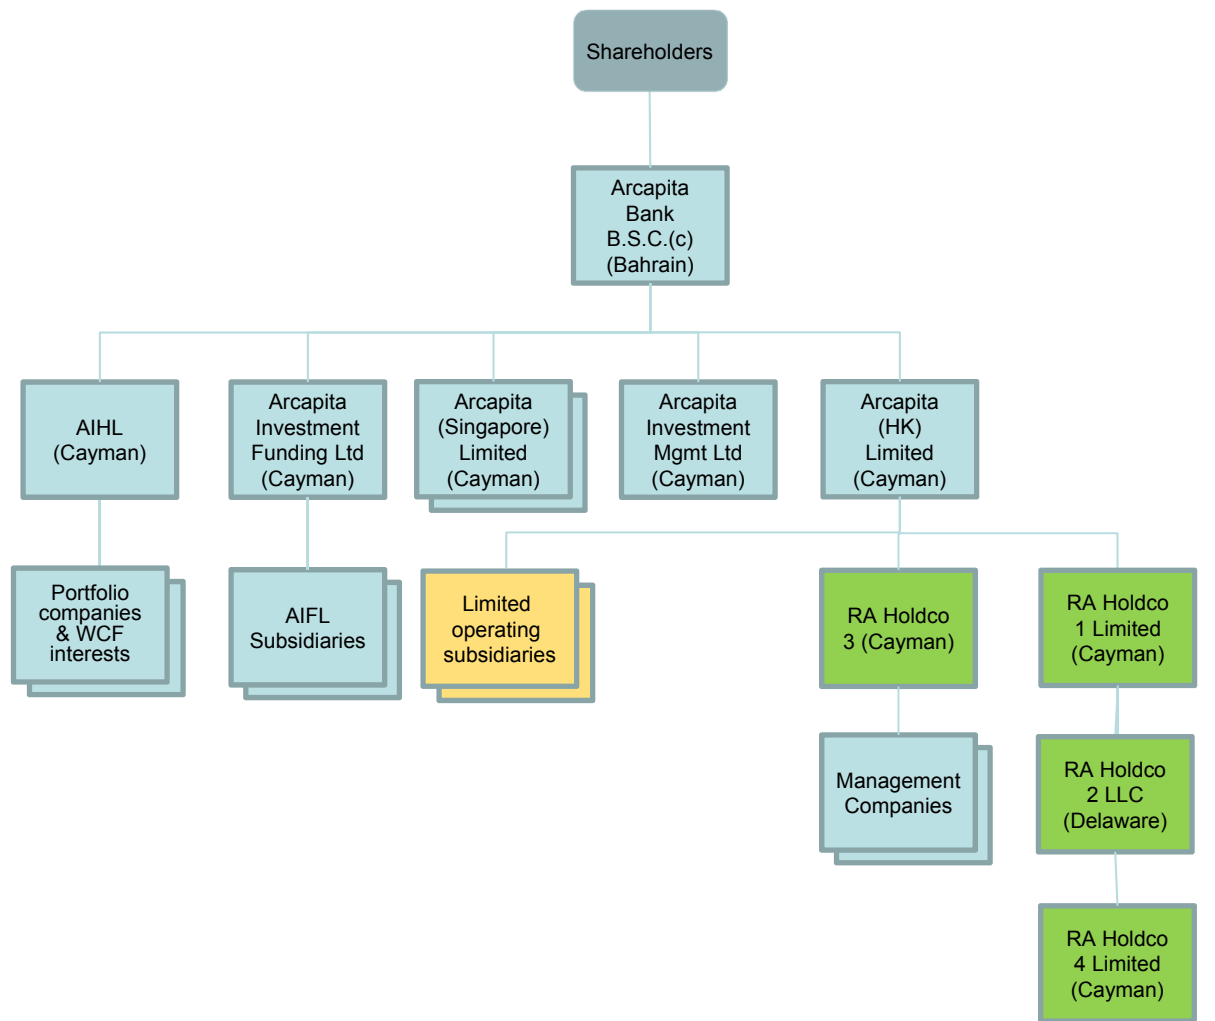 Shareholders
Arcapita
Bank
B.S.C.(c)
(Bahrain)
AIHL
(Cayman)
Arcapita
Investment
Funding Ltd
(Cayman)
Arcapita
(Singapore)
Limited
(Cayman)
Arcapita
Investment
Mgmt Ltd
(Cayman)
Arcapita
(HK)
Limited
(Cayman)
Portfolio
companies
& WCF
interests
AIFL
Subsidiaries
Limited
operating
subsidiaries
RA Holdco
3 (Cayman)
RA Holdco
1 Limited
(Cayman)
Management
Companies
RA Holdco
2 LLC
(Delaware)
RA Holdco
4 Limited
(Cayman)